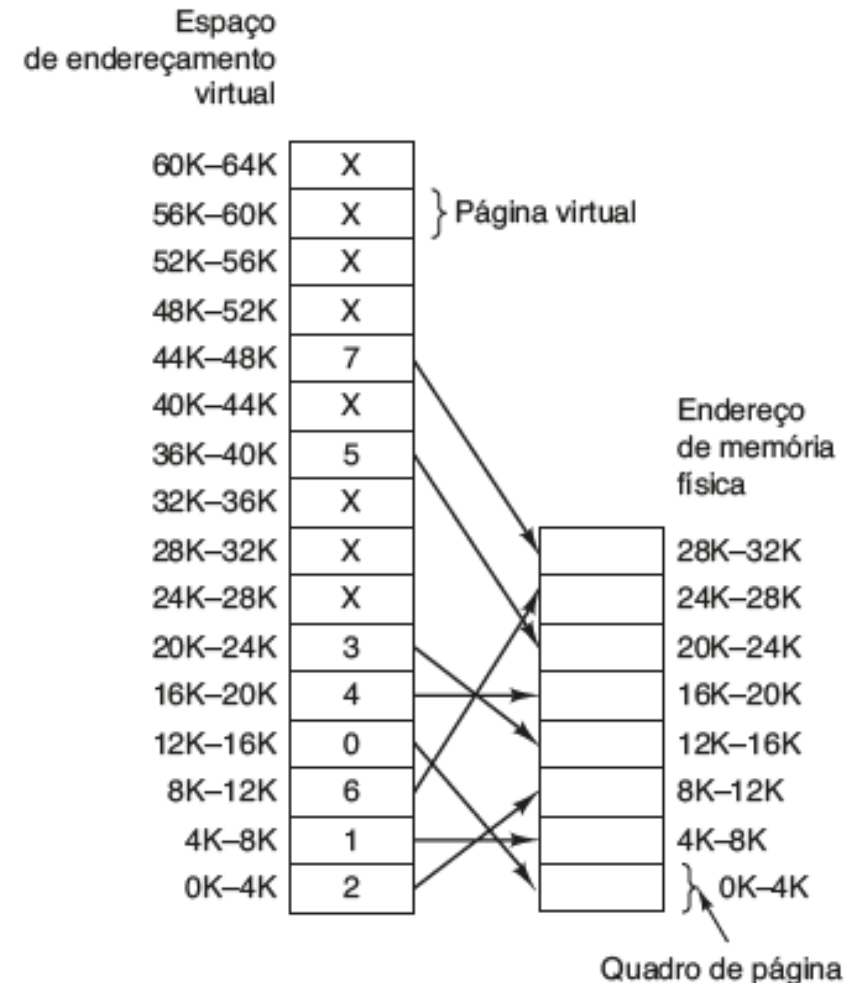 Espaço
de endereçamento
virtual
60K–64K X
56K–60K X } Página virtual
52K–56K X
48K–52K X
44K–48K 7
40K–44K X
36K–40K 5
32K–36K X
28K–32K X
24K–28K X
20K–24K 3
16K–20K 4
12K–16K 0
8K–12K 6
4K–8K 1
0K–4K 2
Endereço
de memória
física
28K–32K
24K–28K
20K–24K
16K–20K
12K–16K
8K–12K
4K–8K
} 0K–4K
Quadro de página